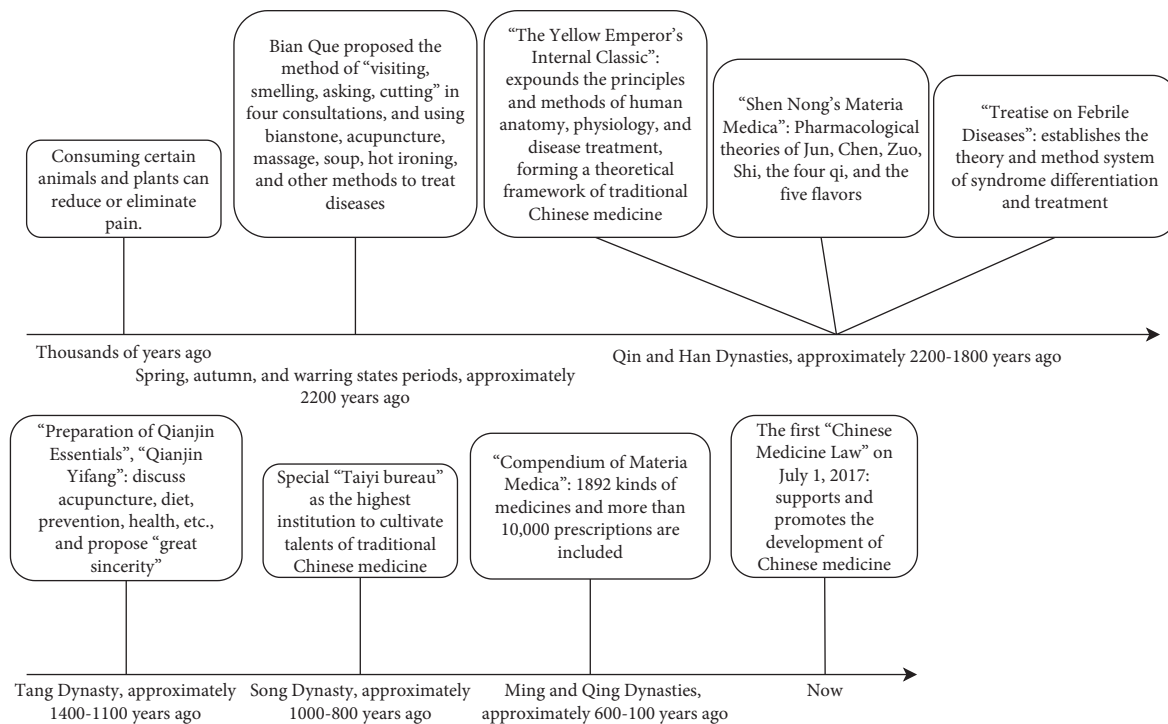 Consuming certain
animals and plants can
reduce or eliminate
pain.
Bian Que proposed the
method of “visiting,
smelling, asking, cutting” in
four consultations, and using
bianstone, acupuncture,
massage, soup, hot ironing,
and other methods to treat
diseases
“The Yellow Emperor’s
Internal Classic”:
expounds the principles
and methods of human
anatomy, physiology, and
disease treatment,
forming a theoretical
framework of traditional
Chinese medicine
“Shen Nong’s Materia
Medica”: Pharmacological
theories of Jun, Chen, Zuo,
Shi, the four qi, and the
five flavors
“Treatise on Febrile
Diseases”: establishes the
theory and method system
of syndrome differentiation
and treatment
Thousands of years ago
Spring, autumn, and warring states periods, approximately
2200 years ago
Qin and Han Dynasties, approximately 2200-1800 years ago
“Preparation of Qianjin
Essentials”, “Qianjin
Yifang”: discuss
acupuncture, diet,
prevention, health, etc.,
and propose “great
sincerity”
Special “Taiyi bureau”
as the highest
institution to cultivate
talents of traditional
Chinese medicine
“Compendium of Materia
Medica”: 1892 kinds of
medicines and more than
10,000 prescriptions are
included
The first “Chinese
Medicine Law” on
July 1, 2017:
supports and
promotes the
development of
Chinese medicine
Tang Dynasty, approximately
1400-1100 years ago
Song Dynasty, approximately
1000-800 years ago
Ming and Qing Dynasties,
approximately 600-100 years ago
Now